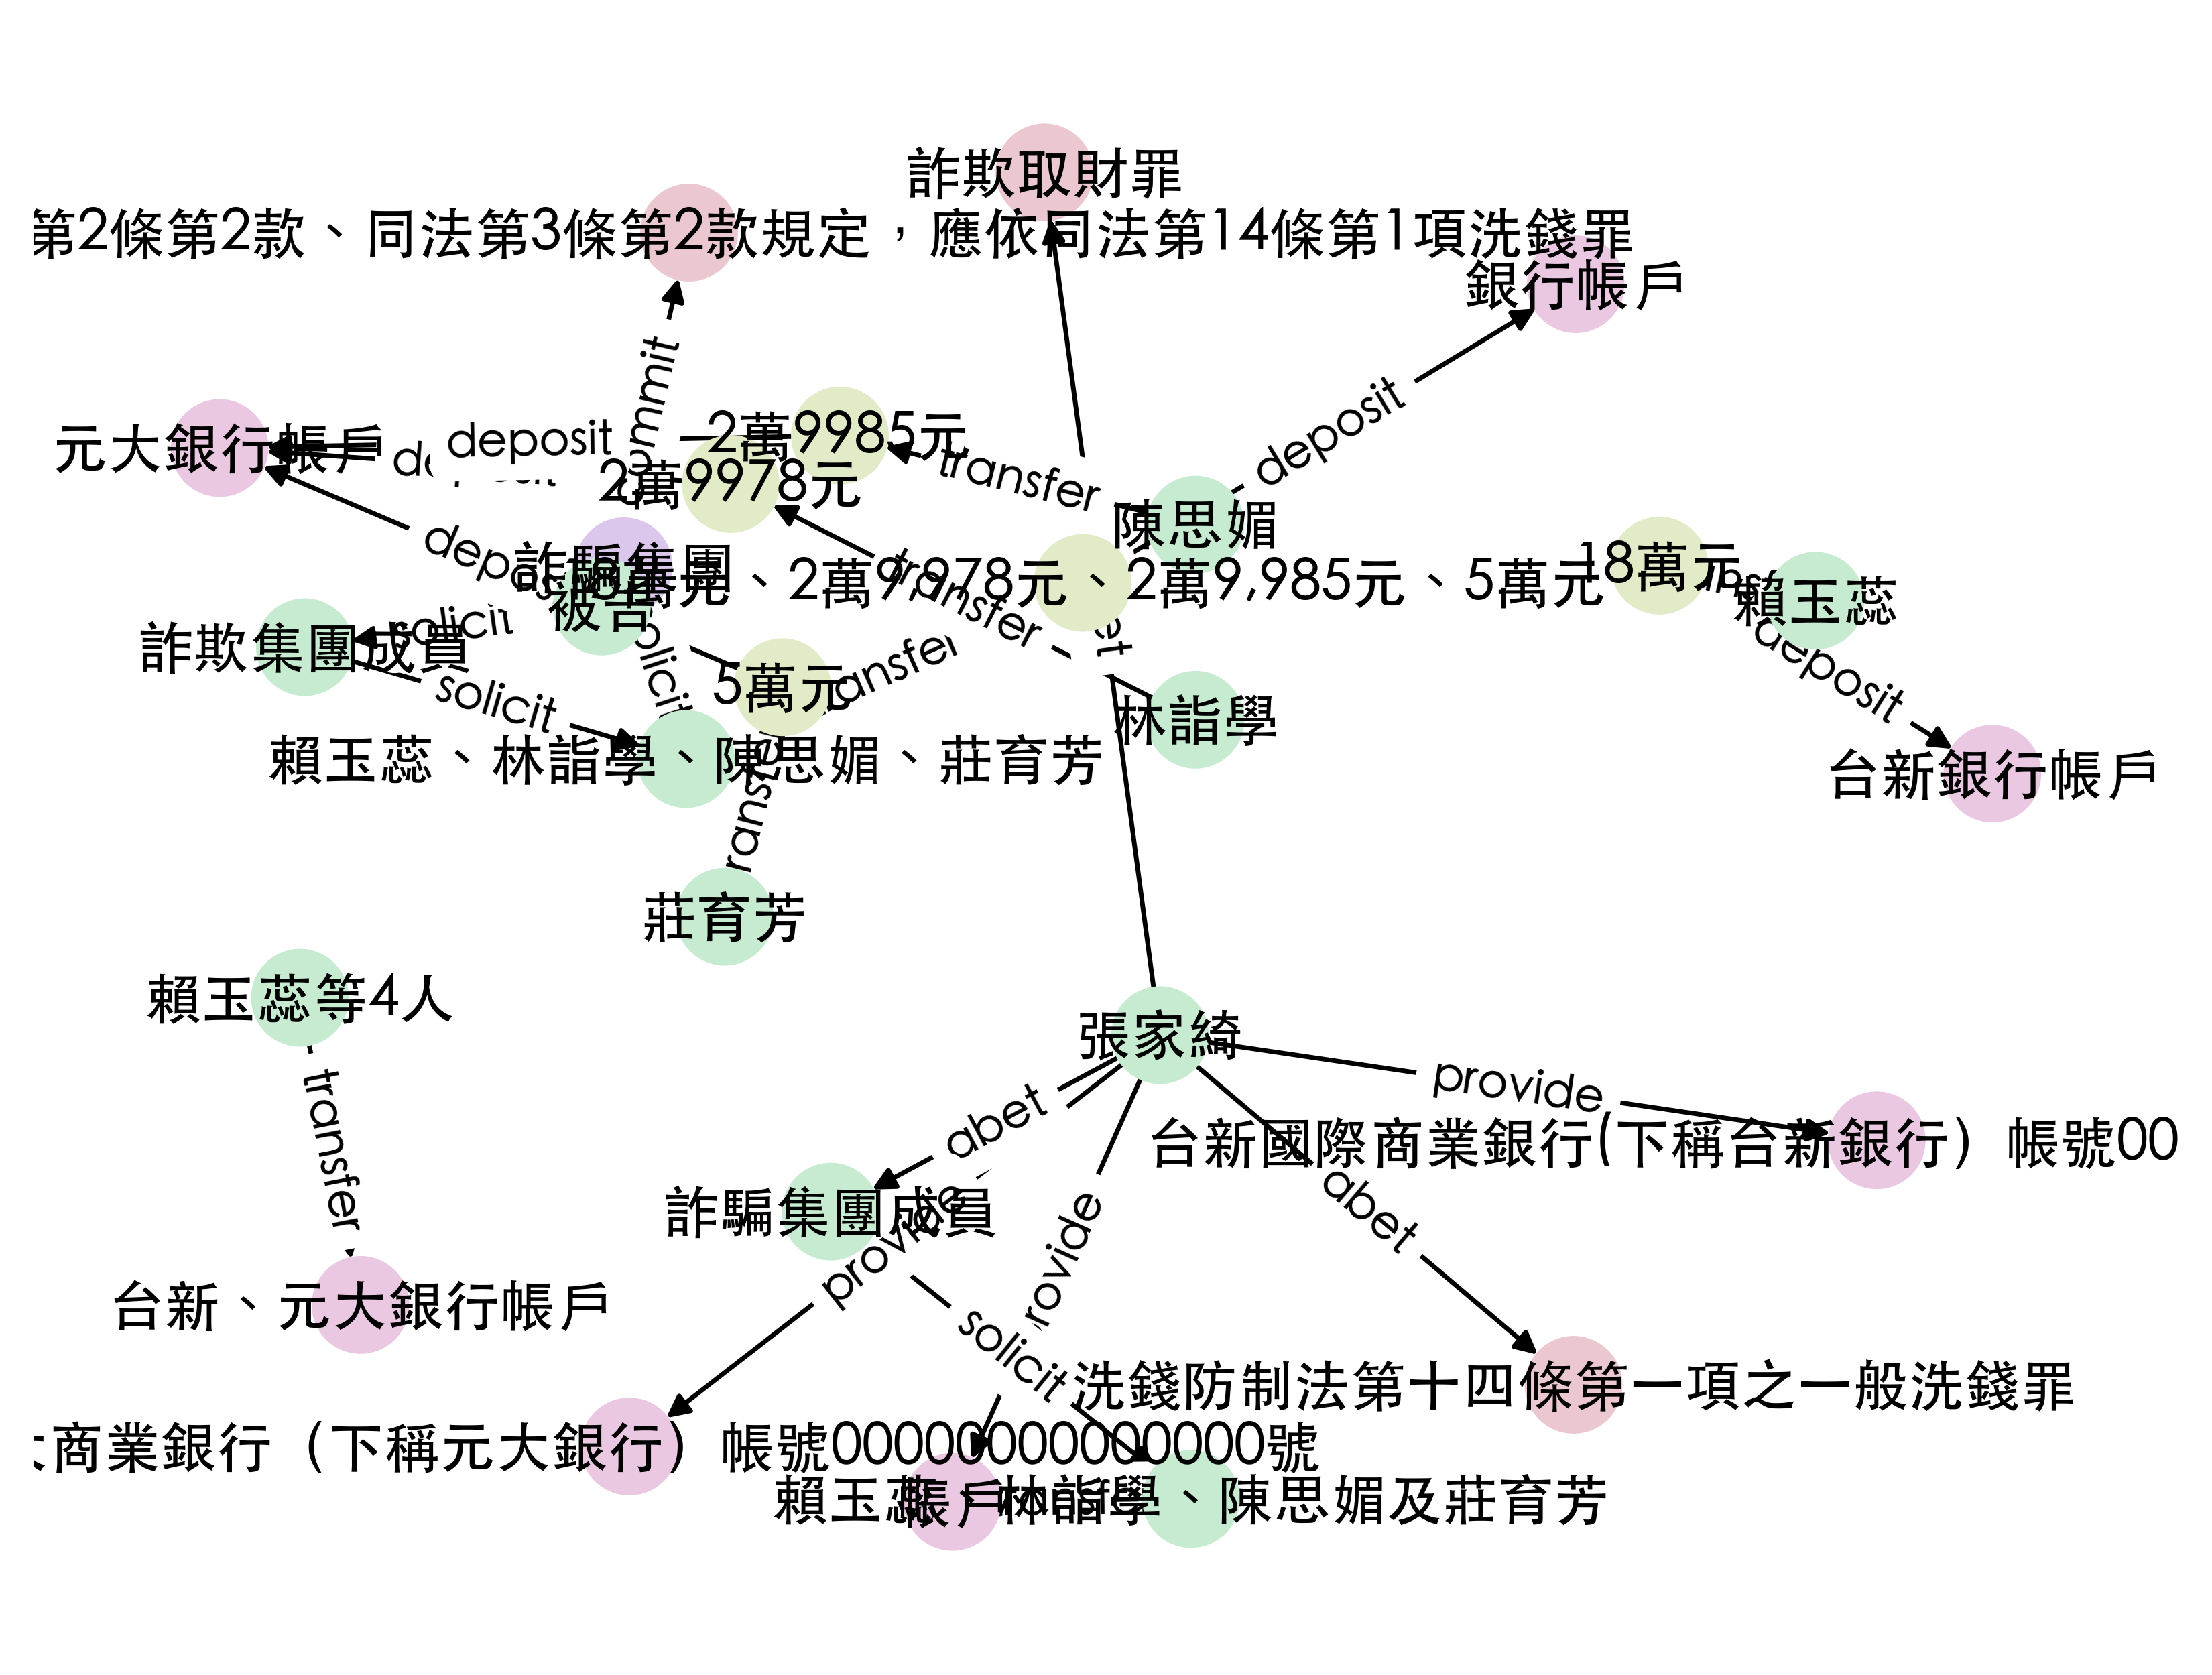 詐欺取財罪
第2條第2款、同法第3條第2款規定，應依同法第14條第1項洗錢罪
銀行帳戶
commit
deposit
元大銀行帳戶
deposit
2萬9985元
transfer
2萬9978元
陳思媚
詐騙集團
被告
、2萬9,978元、2萬9,985元、5萬元
transfer
18萬元
賴玉蕊
deposit
台新銀行帳戶
詐欺集團成員
solicit
solicit
solicit
5萬元
林詣學
賴玉蕊、林詣學、陳思媚、莊育芳
莊育芳
賴玉蕊等4人
transfer
張家綺
provide
台新國際商業銀行(下稱台新銀行）帳號00
abet
abet
詐騙集團成員
provide
provide
solicit
台新、元大銀行帳戶
洗錢防制法第十四條第一項之一般洗錢罪
商業銀行（下稱元大銀行）帳號00000000000000號
賴玉蕊、林詣學、陳思媚及莊育芳
帳戶